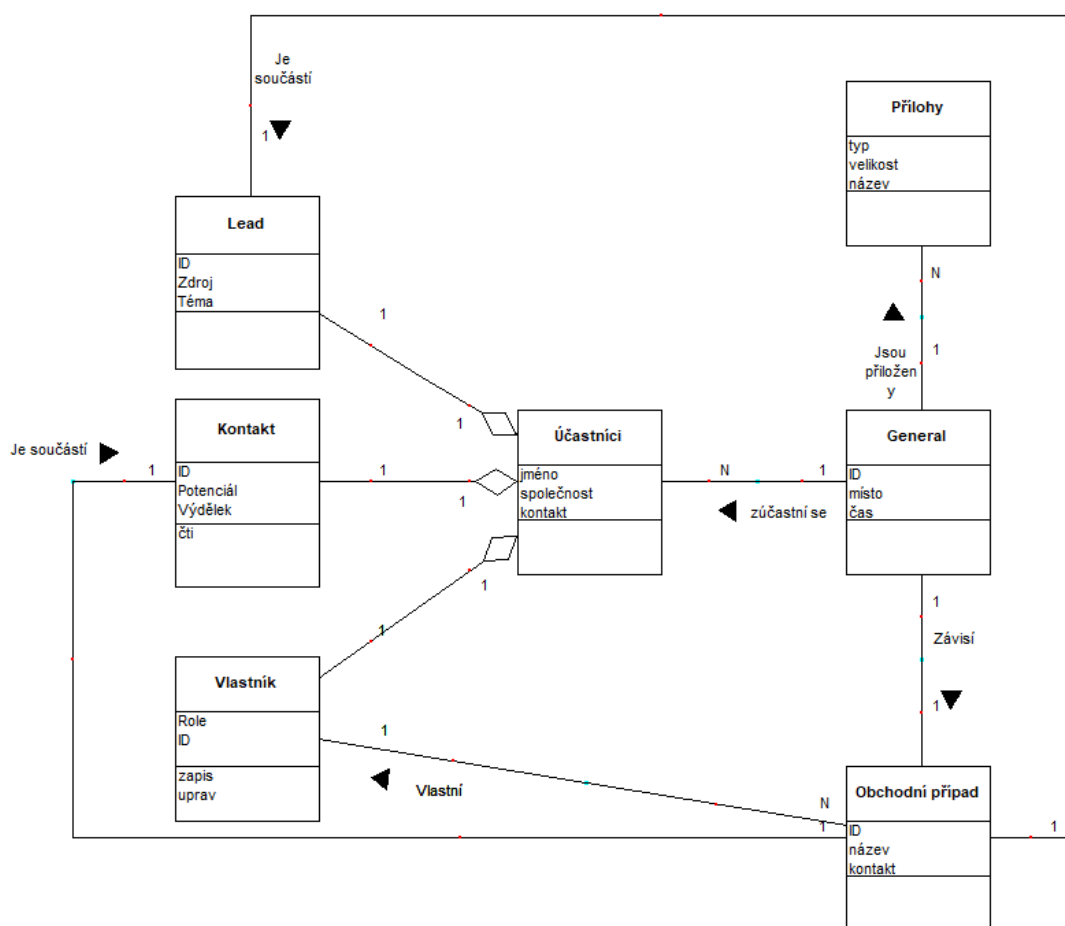 Je
součástí
1
Lead
ID
Zdroj
Téma
1
1
Přílohy
typ
velikost
název
N
Jsou
přiložen
y
1
Je součástí
1
Kontakt
ID
Potenciál
Výdělek
čti
1
1
Účastníci
jméno
společnost
kontakt
N
1
zúčastní se
General
ID
místo
čas
1
Závisí
1
1
1
Vlastník
Role
ID
zapis
uprav
1
Vlastní
N
1
Obchodní případ
ID
název
kontakt
1